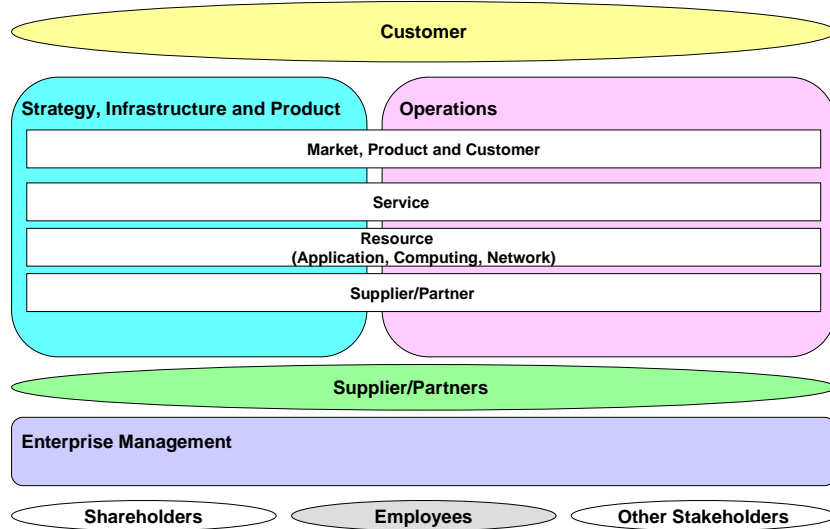 Customer
Strategy, Infrastructure and Product
Operations
Market, Product and Customer
Service
Resource
(Application, Computing, Network)
Supplier/Partner
Supplier/Partners
Enterprise Management
Shareholders
Employees
Other Stakeholders